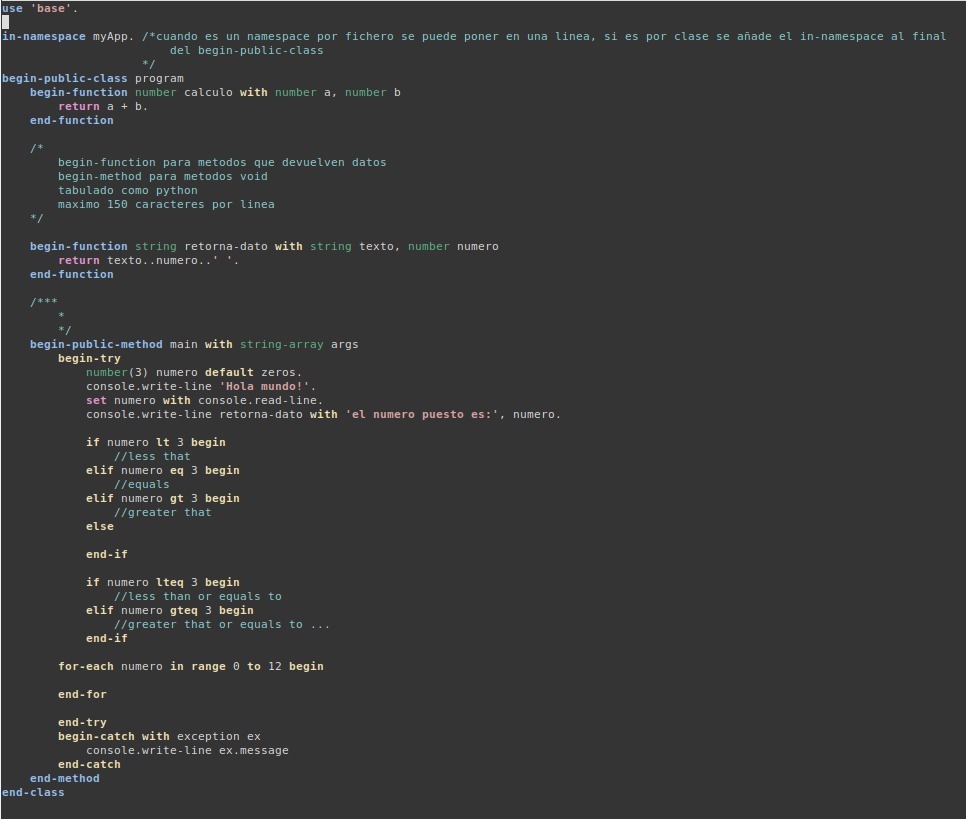 use 'base'.
in-namespace myApp. /*cuando es un namespace por fichero se puede poner en una linea, si es por clase se añade el in-namespace al final
del begin-public-class
*/
begin-public-class program
begin-function number calculo with number a, number b
return a + b.
end-function
/*
begin-function para metodos que devuelven datos
begin-method para metodos void
tabulado como python
maximo 150 caracteres por linea
*/
begin-function string retorna-dato with string texto, number numero
return texto..numero..' '.
end-function
/***
*
*/
begin-public-method main with string-array args
begin-try
number(3) numero default zeros.
console.write-line 'Hola mundo!'.
set numero with console.read-line.
console.write-line retorna-dato with 'el numero puesto es:', numero.
if numero lt 3 begin
//less that
elif numero eq 3 begin
//equals
elif numero gt 3 begin
//greater that
else
end-if
if numero lteq 3 begin
//less than or equals to
elif numero gteq 3 begin
//greater that or equals to ...
end-if
for-each numero in range 0 to 12 begin
end-for
end-try
begin-catch with exception ex
console.write-line ex.message
end-catch
end-method
end-class